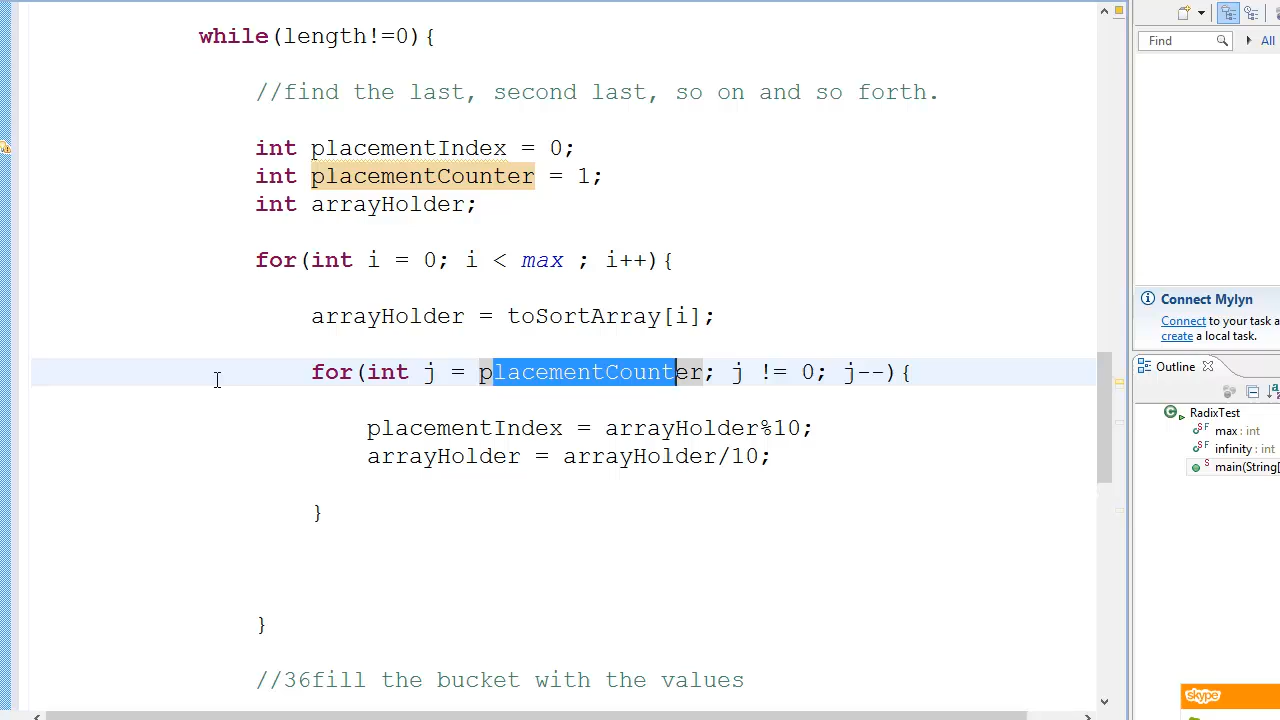 while(length!=0){
//find the last, second last, so on and so forth.
int placementIndex = 0;
int placementCounter = 1;
int arrayHolder;
for(int i = 0; i < max ; i++){
arrayHolder = toSortArray[i];
for(int j = placementCounter; j != 0; j--){
placementIndex = arrayHolder%10;
arrayHolder = arrayHolder/10;
}
}
//36fill the bucket with the values
Find
All
Connect Mylyn
Connect to your task a
create a local task.
Outline
RadixTest
S F max : int
S F infinity : int
S main(String[
skype